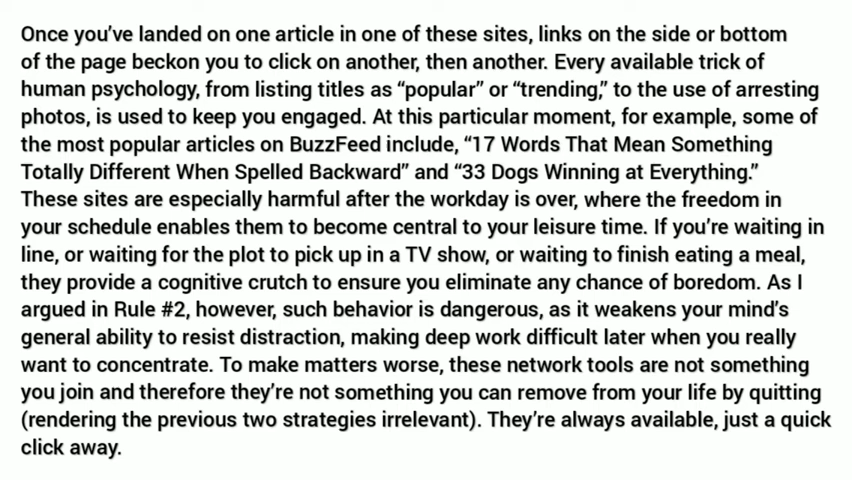 Once you’ve landed on one article in one of these sites, links on the side or bottom
of the page beckon you to click on another, then another. Every available trick of
human psychology, from listing titles as “popular” or “trending,” to the use of arresting
photos, is used to keep you engaged. At this particular moment, for example, some of
the most popular articles on BuzzFeed include, “17 Words That Mean Something
Totally Different When Spelled Backward” and “33 Dogs Winning at Everything.”
These sites are especially harmful after the workday is over, where the freedom in
your schedule enables them to become central to your leisure time. If you’re waiting in
line, or waiting for the plot to pick up in a TV show, or waiting to finish eating a meal,
they provide a cognitive crutch to ensure you eliminate any chance of boredom. As I
argued in Rule #2, however, such behavior is dangerous, as it weakens your mind’s
general ability to resist distraction, making deep work difficult later when you really
want to concentrate. To make matters worse, these network tools are not something
you join and therefore they’re not something you can remove from your life by quitting
(rendering the previous two strategies irrelevant). They’re always available, just a quick
click away.